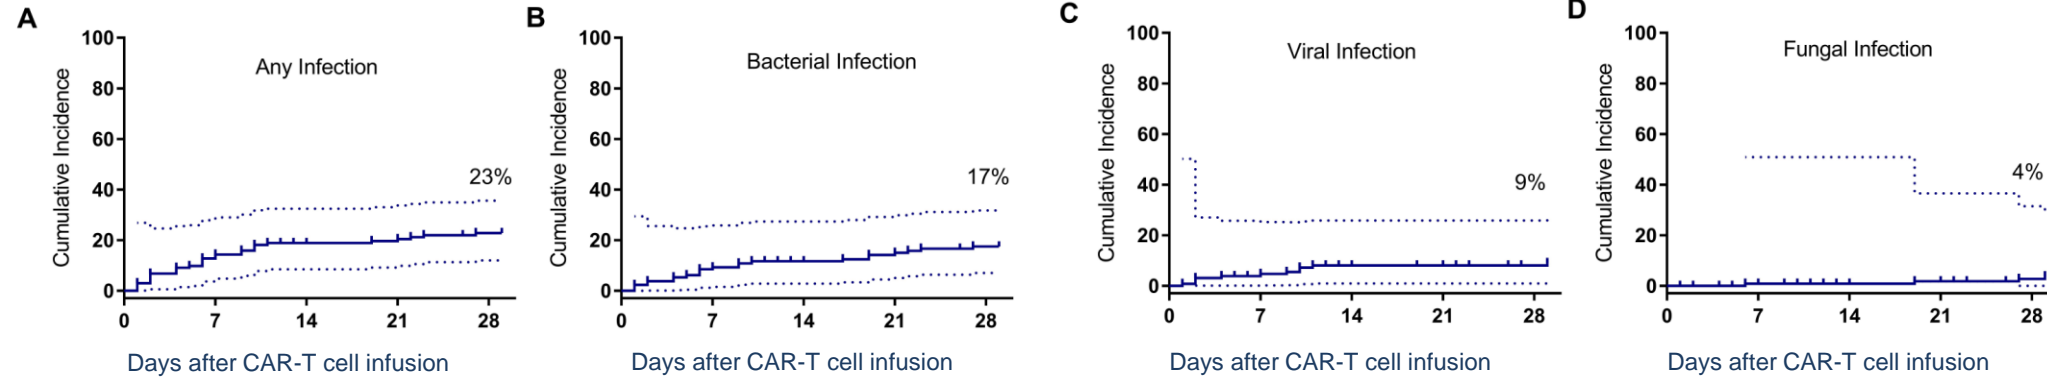 A
Any Infection
Cumulative Incidence
100
80
60
40
20
0
23%
0 7 14 21 28
Days after CAR-T cell infusion
B
Bacterial Infection
Cumulative Incidence
100
80
60
40
20
0
17%
0 7 14 21 28
Days after CAR-T cell infusion
C
Viral Infection
Cumulative Incidence
100
80
60
40
20
0
9%
0 7 14 21 28
Days after CAR-T cell infusion
D
Fungal Infection
Cumulative Incidence
100
80
60
40
20
0
4%
0 7 14 21 28
Days after CAR-T cell infusion